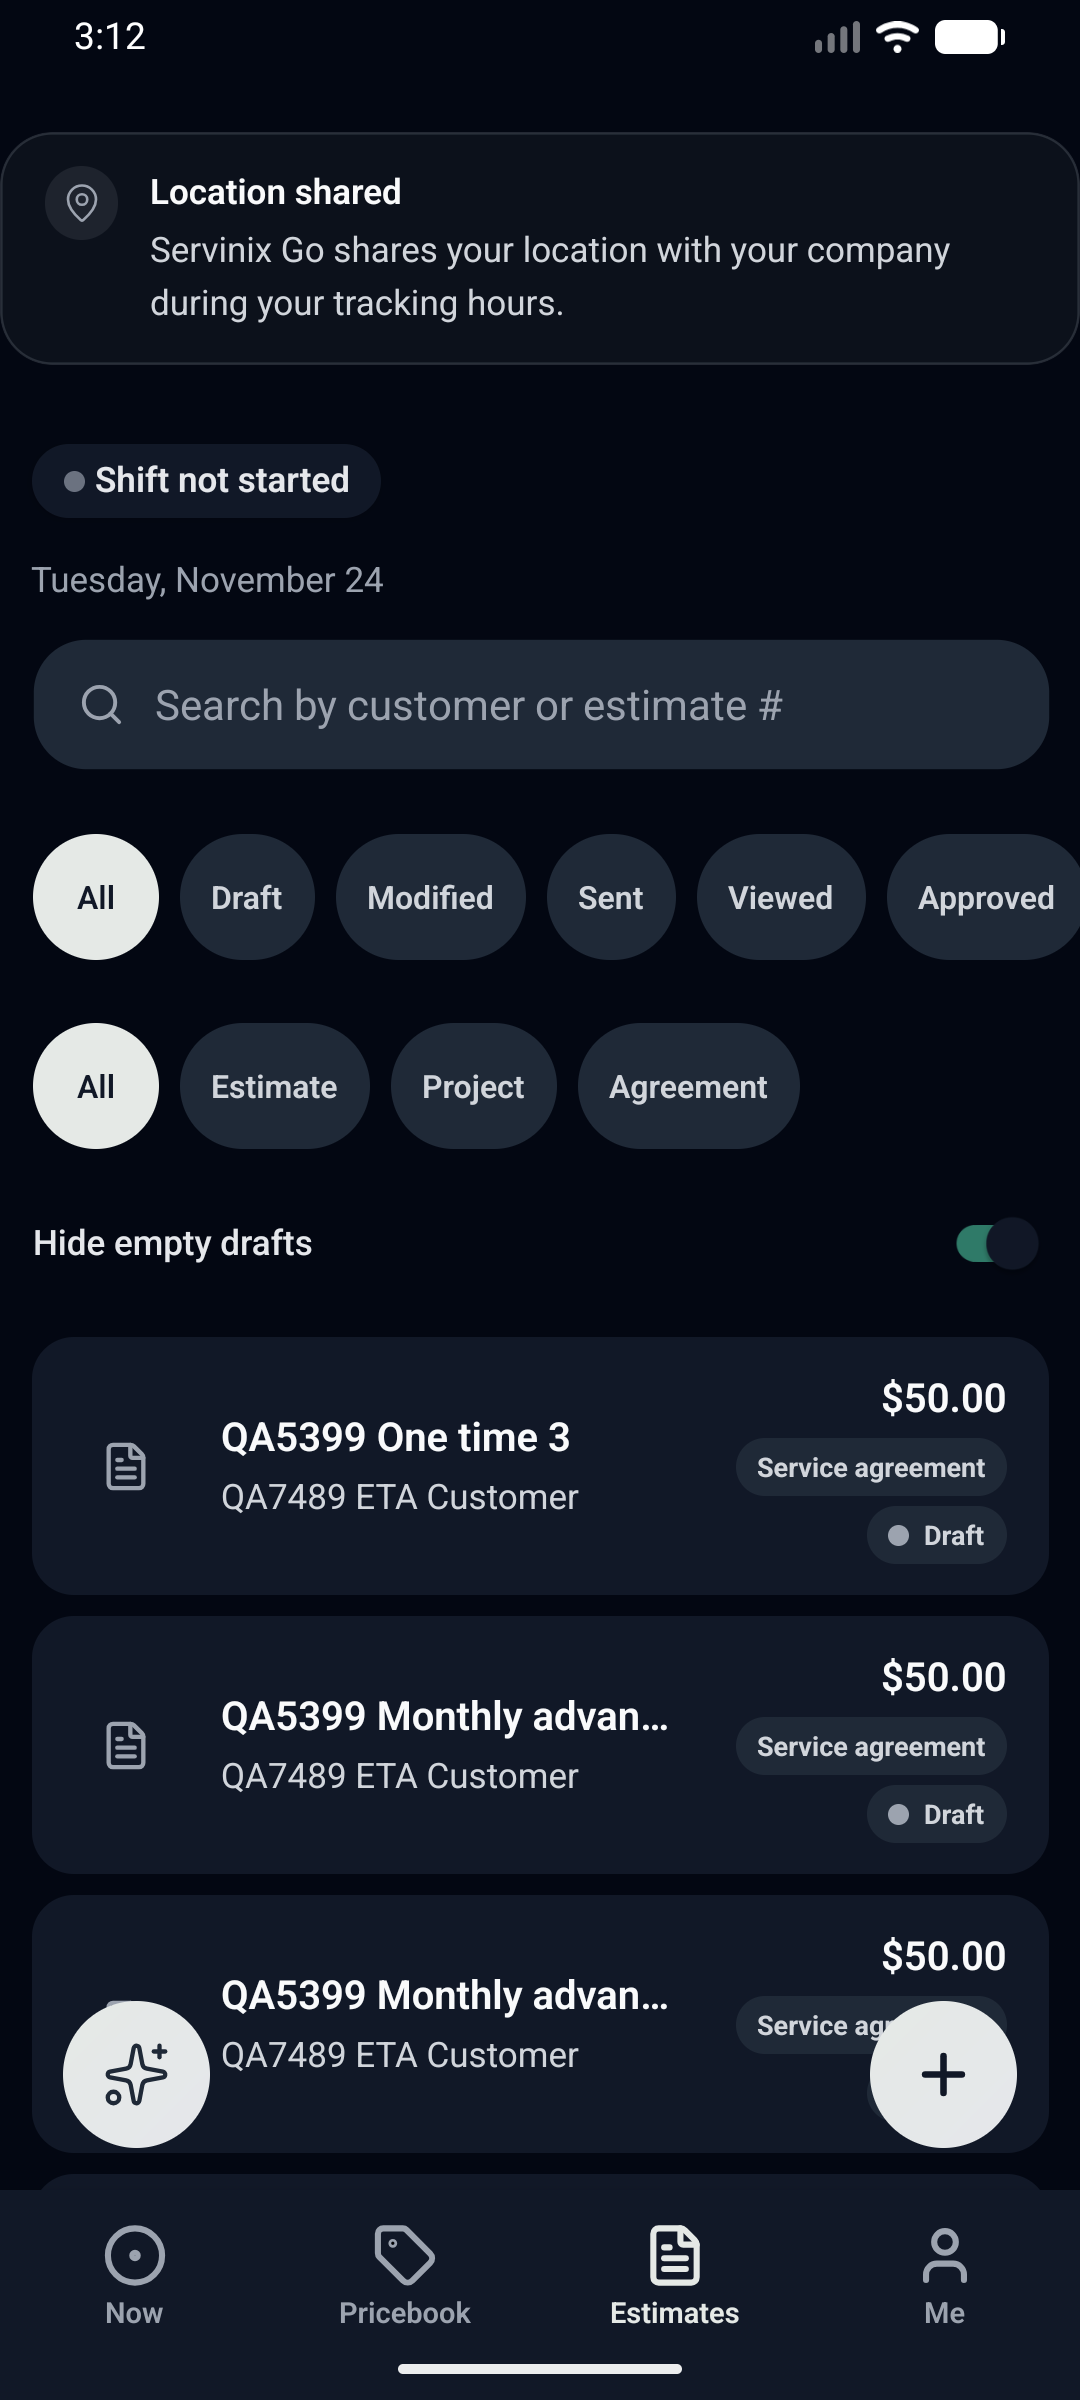 3:12
Location shared
Servinix Go shares your location with your company
during your tracking hours.
Shift not started
Tuesday, November 24
Search by customer or estimate #
All Draft Modified Sent Viewed Approved
All Estimate Project Agreement
Hide empty drafts
$50.00
QA5399 One time 3
Service agreement
QA7489 ETA Customer
Draft
$50.00
QA5399 Monthly advan...
Service agreement
QA7489 ETA Customer
Draft
$50.00
QA5399 Monthly advan...
Service
QA7489 ETA Customer
Now Pricebook Estimates Me